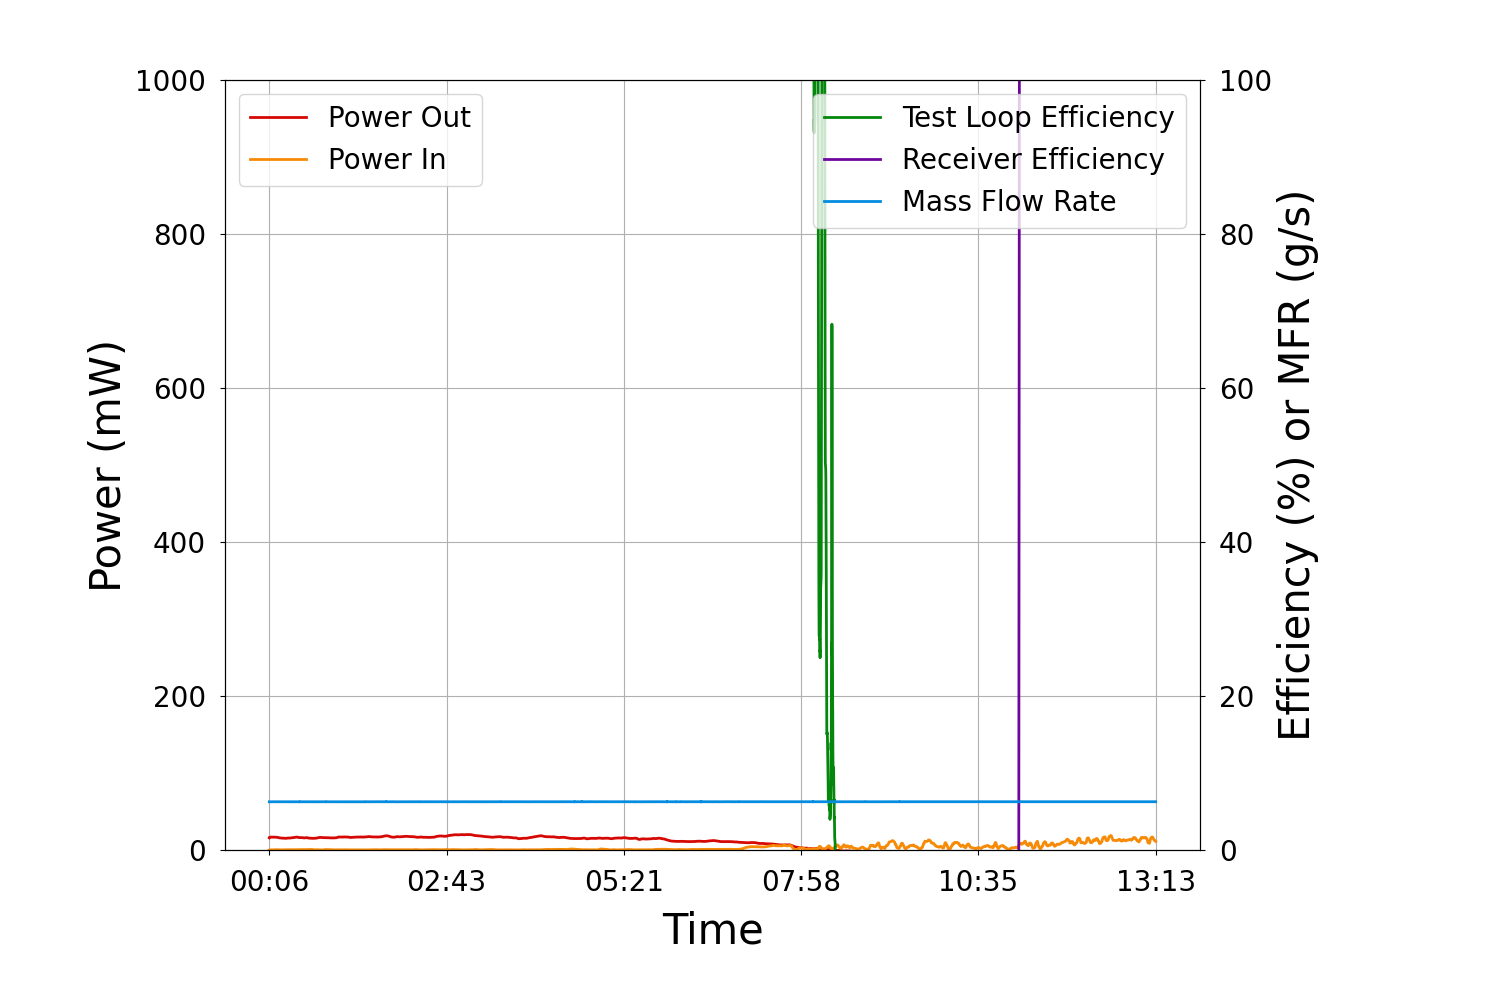 1000
800
600
400
200
0
Power (mW)
Power Out
Power In
Test Loop Efficiency
Receiver Efficiency
Mass Flow Rate
100
80
60
40
20
0
Efficiency (%) or MFR (g/s)
00:06 02:43 05:21 07:58 10:35 13:13
Time